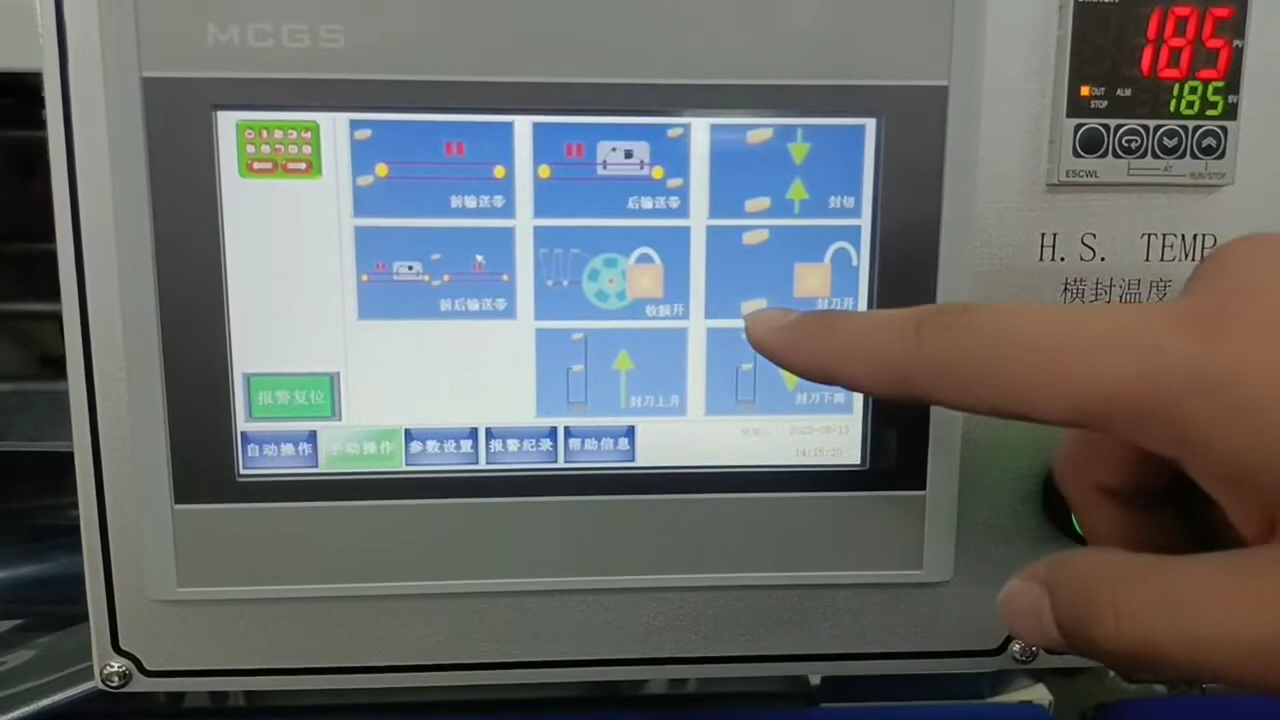 MCGS
185
PV
OUT
ALM
STOP
185
SV
AT
E5CWL
RUN/STOP
H.S. TEMP
横封温度
前输送带
后输送带
封切
前后输送带
收膜开
封刀开
封刀上升
封刀下降
报警复位
自动操作
手动操作
参数设置
报警纪录
帮助信息
2022-08-13
14:15:20